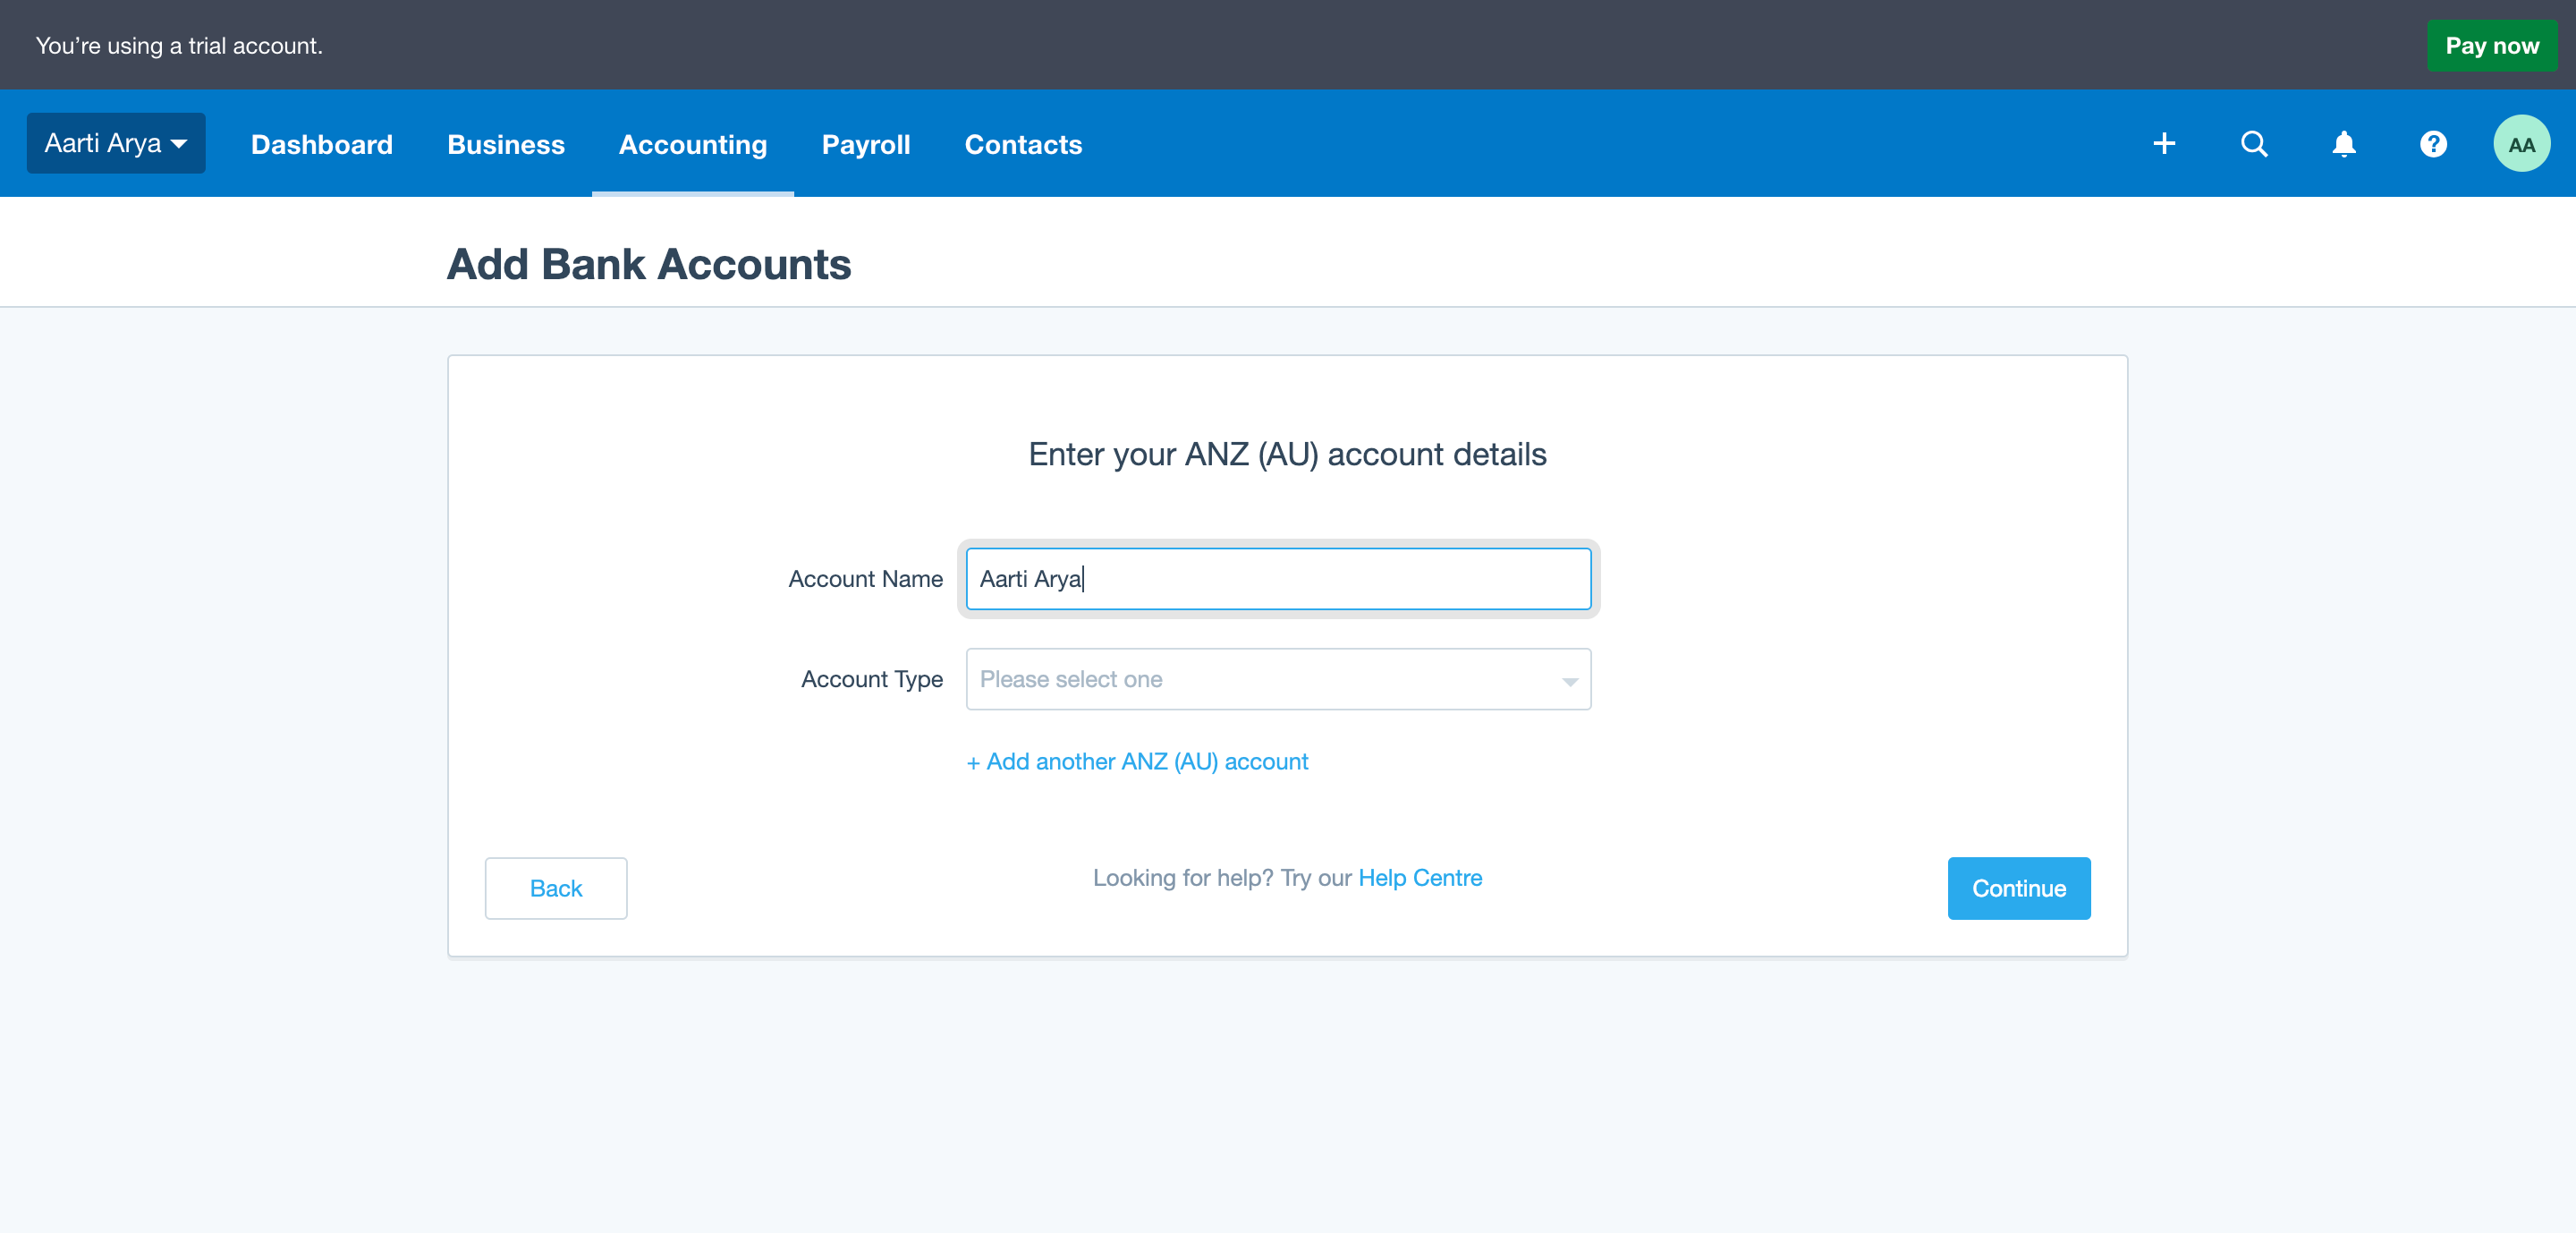 You’re using a trial account.
Pay now
Aarti Arya
Dashboard
Business
Accounting
Payroll
Contacts
AA
Add Bank Accounts
Enter your ANZ (AU) account details
Account Name
Aarti Arya
Account Type
Please select one
+ Add another ANZ (AU) account
Back
Looking for help? Try our Help Centre
Continue